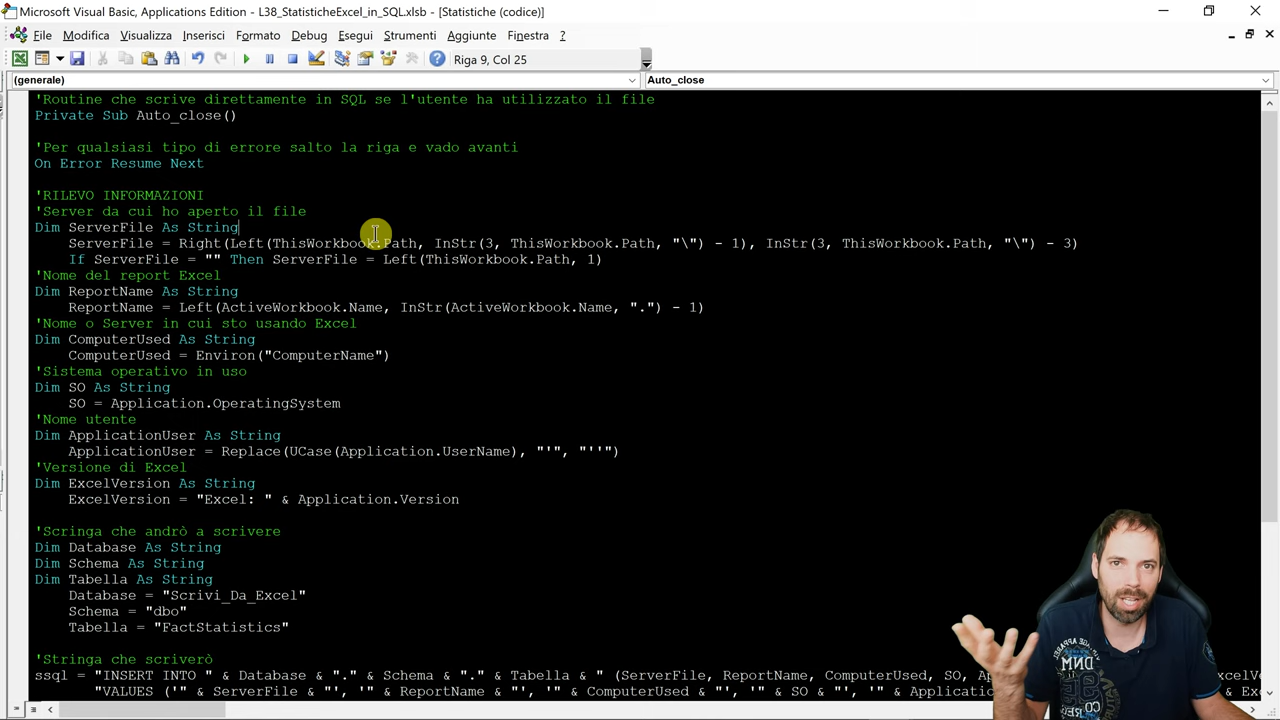 Microsoft Visual Basic, Applications Edition - L38_StatisticheExcel_in_SQL.xlsb - [Statistiche (codice)]
File Modifica Visualizza Inserisci Formato Debug Esegui Strumenti Aggiunte Finestra ?
Riga 9, Col 25
(generale) Auto_close
'Routine che scrive direttamente in SQL se l'utente ha utilizzato il file
Private Sub Auto_close()
'Per qualsiasi tipo di errore salto la riga e vado avanti
On Error Resume Next
'RILEVO INFORMAZIONI
'Server da cui ho aperto il file
Dim ServerFile As String
ServerFile = Right(Left(ThisWorkbook.Path, InStr(3, ThisWorkbook.Path, "\") - 1), InStr(3, ThisWorkbook.Path, "\") - 3)
If ServerFile = "" Then ServerFile = Left(ThisWorkbook.Path, 1)
'Nome del report Excel
Dim ReportName As String
ReportName = Left(ActiveWorkbook.Name, InStr(ActiveWorkbook.Name, ".") - 1)
'Nome o Server in cui sto usando Excel
Dim ComputerUsed As String
ComputerUsed = Environ("ComputerName")
'Sistema operativo in uso
Dim SO As String
SO = Application.OperatingSystem
'Nome utente
Dim ApplicationUser As String
ApplicationUser = Replace(UCase(Application.UserName), "'", "''")
'Versione di Excel
Dim ExcelVersion As String
ExcelVersion = "Excel: " & Application.Version
'Scringa che andrò a scrivere
Dim Database As String
Dim Schema As String
Dim Tabella As String
Database = "Scrivi_Da_Excel"
Schema = "dbo"
Tabella = "FactStatistics"
'Stringa che scriverò
ssql = "INSERT INTO " & Database & "." & Schema & "." & Tabella & " (ServerFile, ReportName, ComputerUsed, SO,
"VALUES ('" & ServerFile & "', '" & ReportName & "', '" & ComputerUsed & "', '" & SO & "', '" &